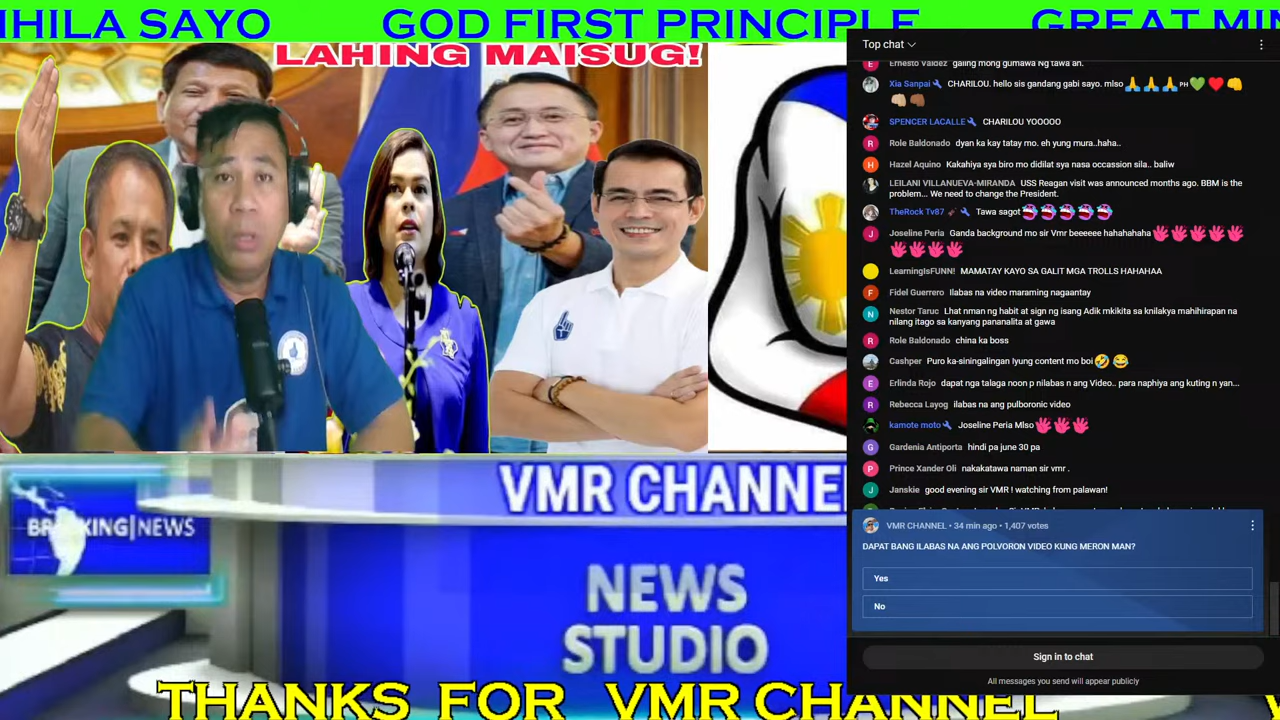 IHILA SAYO GOD FIRST PRINCIPLE GREAT MIN
LAHING MAISUG!
BREAKING|NEWS
VMR CHANNE
NEWS
STUDIO
THANKS FOR VMR CHANNEL
Top chat
Ernesto Valdez galing mong gumawa Ng tawa ah.
Xia Sanpai CHARILOU. hello sis gandang gabi sayo. mlso 🙏🙏🙏 PH 💚❤️👊
👊🏼👊🏾
SPENCER LACALLE CHARILOU YOOOOO
Role Baldonado dyan ka kay tatay mo. eh yung mura..haha..
Hazel Aquino Kakahiya sya biro mo didilat sya nasa occassion sila.. baliw
LEILANI VILLANUEVA-MIRANDA USS Reagan visit was announced months ago. BBM is the
problem... We need to change the President.
TheRock Tv87 Tawa sagot
Joseline Peria Ganda background mo sir Vmr beeeeee hahahahaha
LearningIsFUNN! MAMATAY KAYO SA GALIT MGA TROLLS HAHAHAA
Fidel Guerrero Ilabas na video maraming nagaantay
Nestor Taruc Lhat nman ng habit at sign ng isang Adik mkikita sa knilakya mahihirapan na
nilang itago sa kanyang pananalita at gawa
Role Baldonado china ka boss
Cashper Puro ka-siningalingan Iyung content mo boi 🤣 😂
Erlinda Rojo dapat nga talaga noon p nilabas n ang Video.. para naphiya ang kuting n yan...
Rebecca Layog ilabas na ang pulboronic video
kamote moto Joseline Peria Mlso
Gardenia Antiporta hindi pa june 30 pa
Prince Xander Oli nakakatawa naman sir vmr .
Janskie good evening sir VMR ! watching from palawan!
VMR CHANNEL • 34 min ago • 1,407 votes
DAPAT BANG ILABAS NA ANG POLVORON VIDEO KUNG MERON MAN?
Yes
No
Sign in to chat
All messages you send will appear publicly